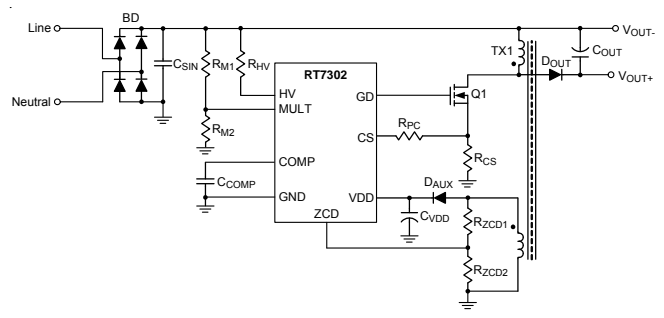 BD
Line
Neutral
CSIN
RM1
RHV
RM2
RT7302
HV
MULT
COMP
GND
ZCD
GD
CS
VDD
CCOMP
RPC
Q1
RCS
TX1
DOUT
COUT
VOUT-
VOUT+
DAUX
CVDD
RZCD1
RZCD2